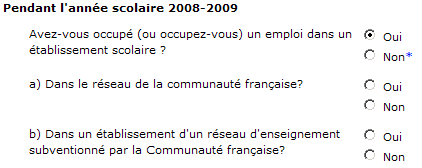 Pendant l'année scolaire 2008-2009
Avez-vous occupé (ou occupez-vous) un emploi dans un
établissement scolaire ?
Oui
Non*
a) Dans le réseau de la communauté française?
Oui
Non
b) Dans un établissement d'un réseau d'enseignement
subventionné par la Communauté française?
Oui
Non